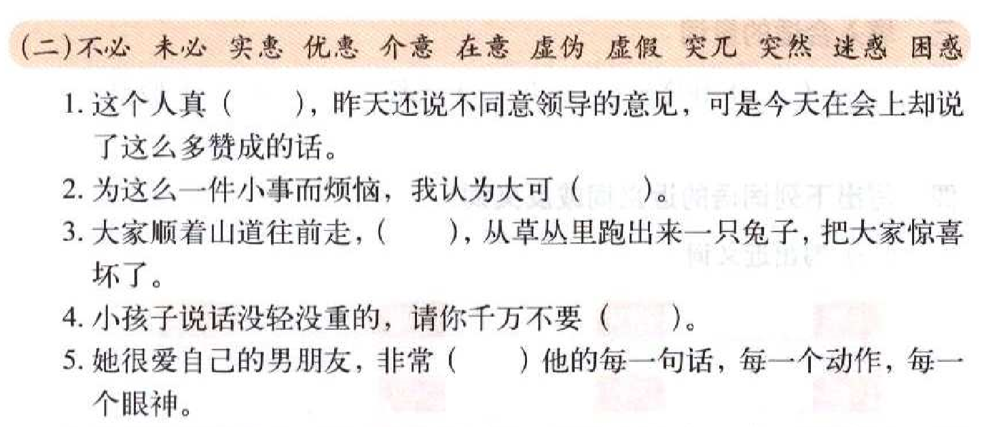 (二)不必 未必 实惠 优惠 介意 在意 虚伪 虚假 突兀 突然 迷惑 困惑
1. 这个人真（　　），昨天还说不同意领导的意见，可是今天在会上却说
了这么多赞成的话。
2. 为这么一件小事而烦恼，我认为大可（　　）。
3. 大家顺着山道往前走，（　　），从草丛里跑出来一只兔子，把大家惊喜
坏了。
4. 小孩子说话没轻没重的，请你千万不要（　　）。
5. 她很爱自己的男朋友，非常（　　）他的每一句话，每一个动作，每一
个眼神。